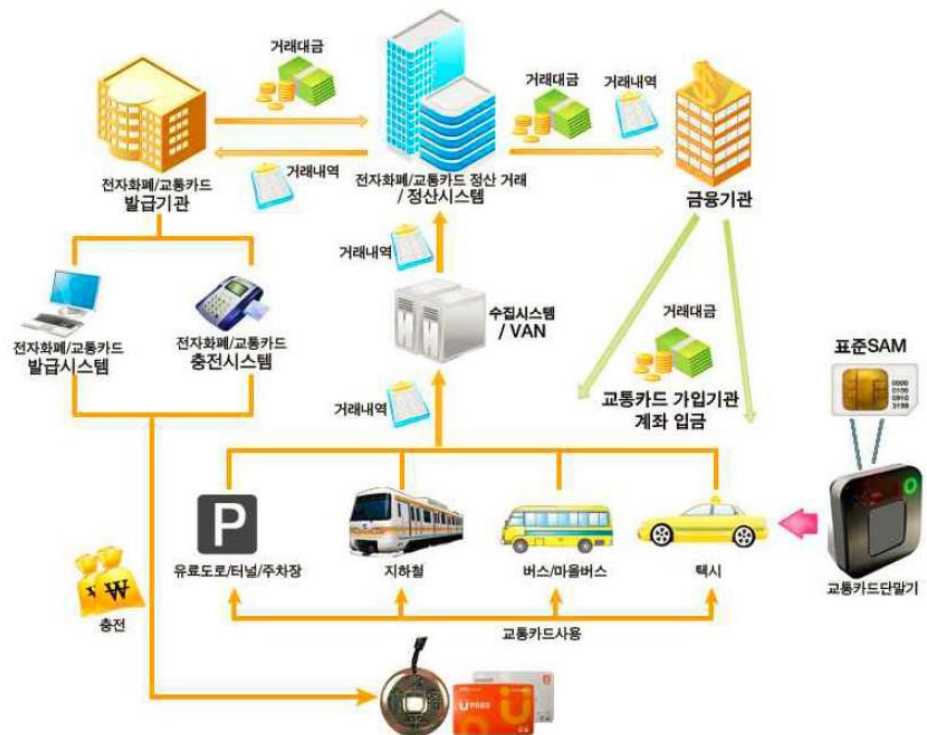 거래대금
거래대금
거래내역
거래내역
전자화폐/교통카드
발급기관
전자화폐/교통카드 정산 거래
/ 정산시스템
금융기관
거래내역
수집시스템
/ VAN
전자화폐/교통카드
발급시스템
전자화폐/교통카드
충전시스템
거래대금
표준SAM
교통카드 가입기관
계좌 입금
거래내역
P
유료도로/터널/주차장
지하철
버스/마을버스
택시
교통카드단말기
₩
충전
교통카드사용